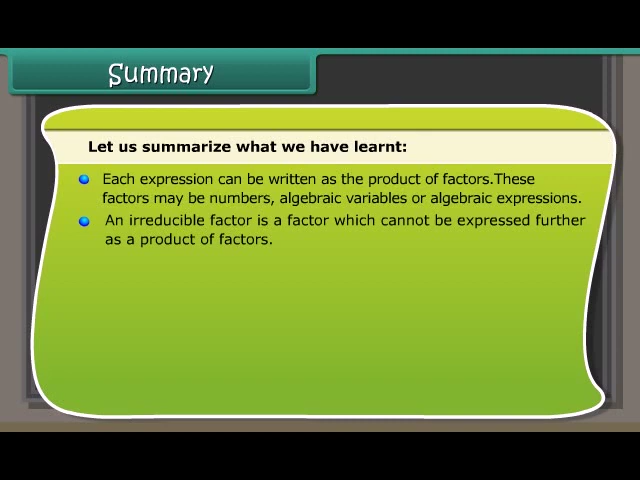 Summary
Let us summarize what we have learnt:
Each expression can be written as the product of factors.These
factors may be numbers, algebraic variables or algebraic expressions.
An irreducible factor is a factor which cannot be expressed further
as a product of factors.